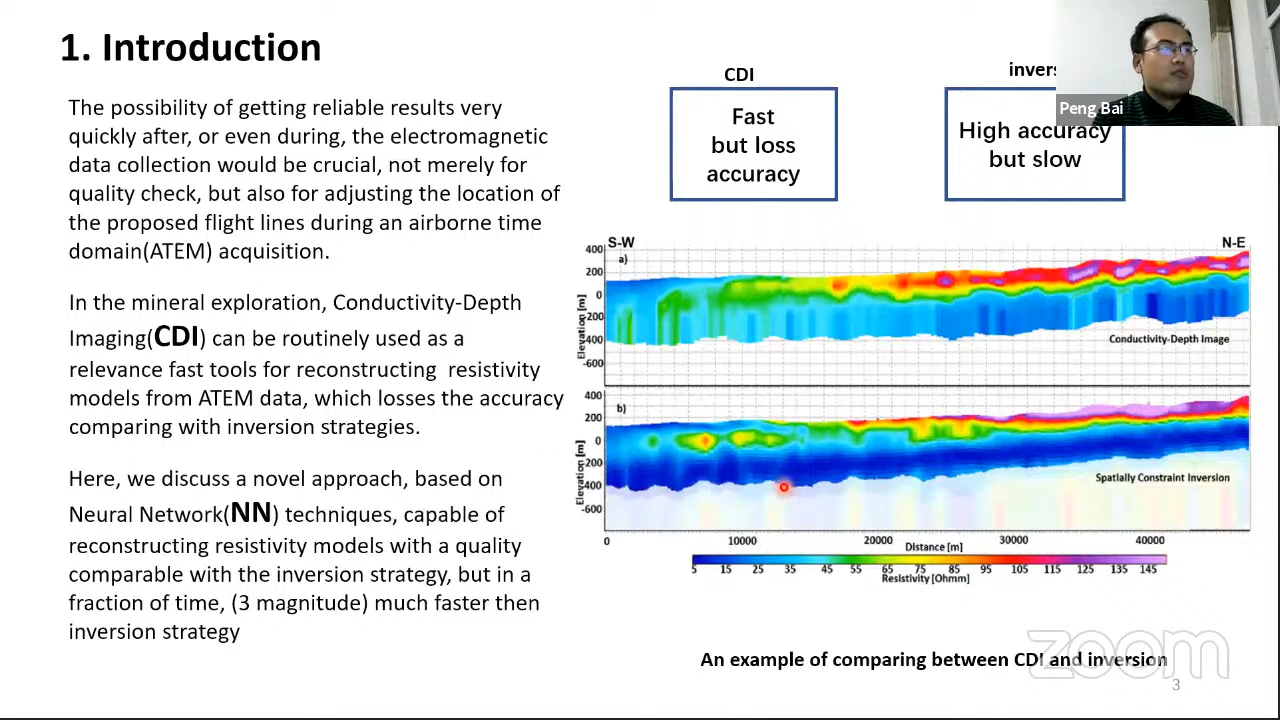 1. Introduction
The possibility of getting reliable results very
quickly after, or even during, the electromagnetic
data collection would be crucial, not merely for
quality check, but also for adjusting the location of
the proposed flight lines during an airborne time
domain(ATEM) acquisition.
In the mineral exploration, Conductivity-Depth
Imaging(CDI) can be routinely used as a
relevance fast tools for reconstructing resistivity
models from ATEM data, which losses the accuracy
comparing with inversion strategies.
Here, we discuss a novel approach, based on
Neural Network(NN) techniques, capable of
reconstructing resistivity models with a quality
comparable with the inversion strategy, but in a
fraction of time, (3 magnitude) much faster then
inversion strategy
CDI
Fast
but loss
accuracy
invers
High accuracy
but slow
Peng Bai
S-W
N-E
a)
400
200
0
-200
-400
-600
Elevation [m]
Conductivity-Depth Image
b)
400
200
0
-200
-400
-600
Elevation [m]
Spatially Constraint Inversion
0 10000 20000 30000 40000
Distance [m]
5 15 25 35 45 55 65 75 85 95 105 115 125 135 145
Resistivity [Ohmm]
An example of comparing between CDI and inversion
zoom
3